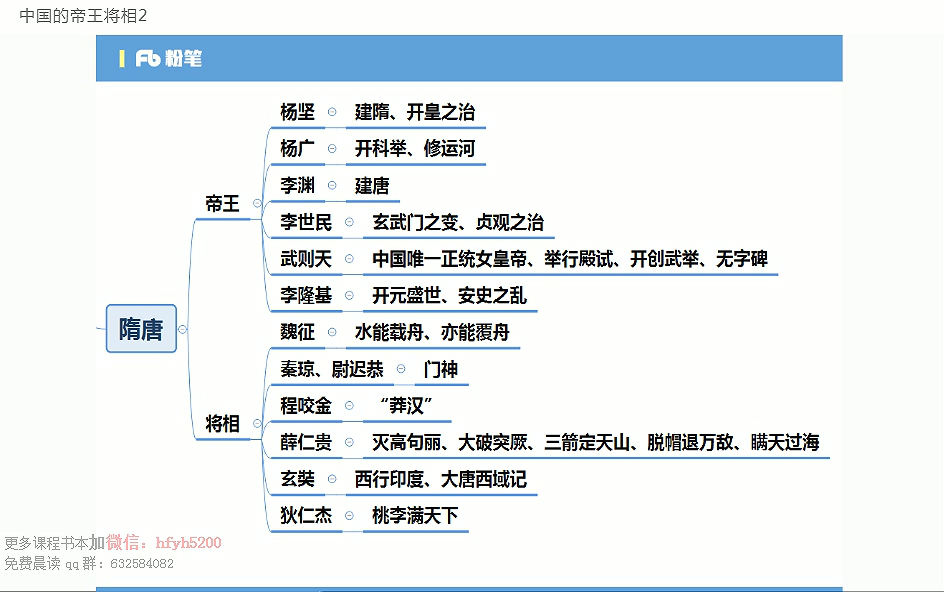 中国的帝王将相2
Fb 粉笔
隋唐
帝王
杨坚 建隋、开皇之治
杨广 开科举、修运河
李渊 建唐
李世民 玄武门之变、贞观之治
武则天 中国唯一正统女皇帝、举行殿试、开创武举、无字碑
李隆基 开元盛世、安史之乱
将相
魏征 水能载舟、亦能覆舟
秦琼、尉迟恭 门神
程咬金 “莽汉”
薛仁贵 灭高句丽、大破突厥、三箭定天山、脱帽退万敌、瞒天过海
玄奘 西行印度、大唐西域记
狄仁杰 桃李满天下
更多课程书本加微信：hfyh5200
免费晨读 qq 群：632584082